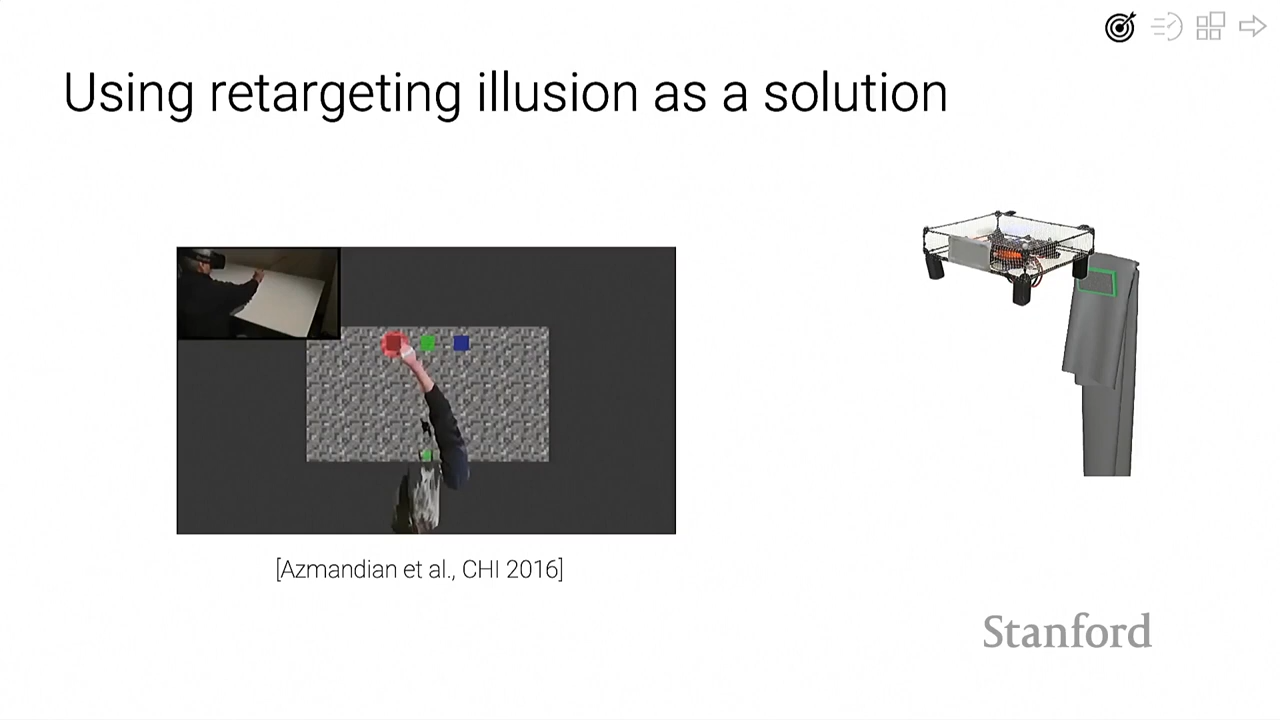 Using retargeting illusion as a solution
[Azmandian et al., CHI 2016]
Stanford